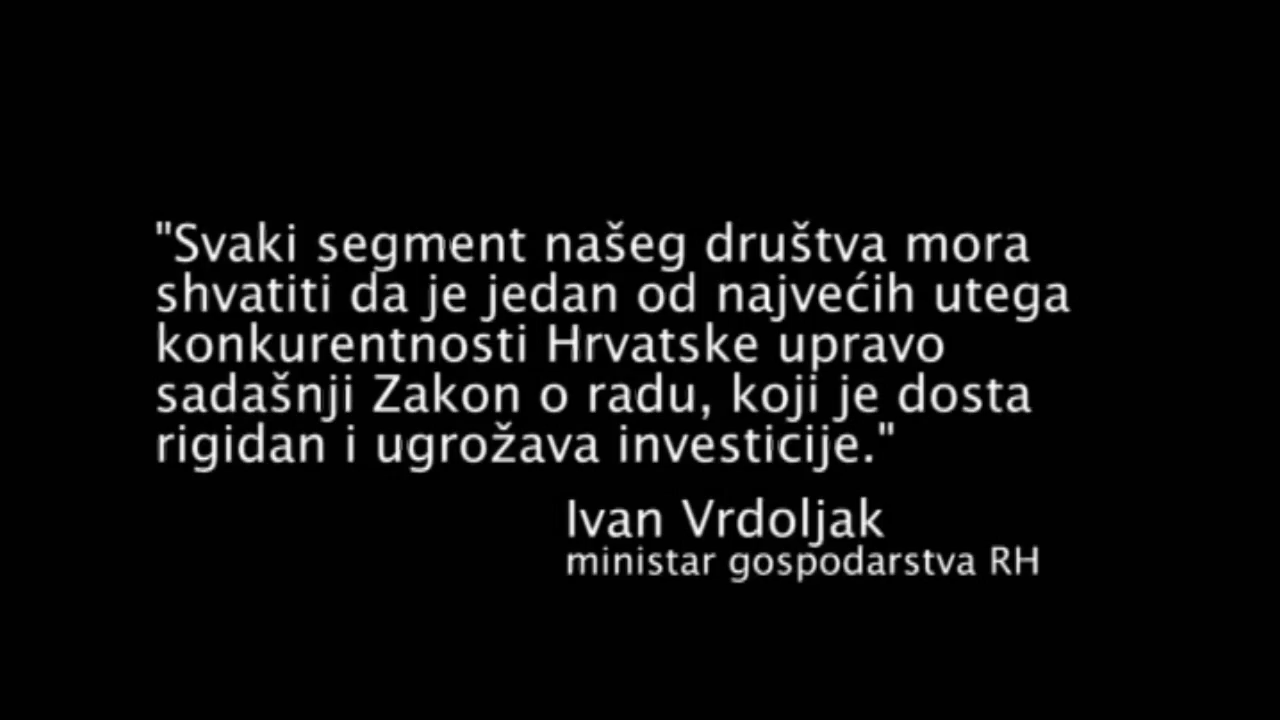 "Svaki segment našeg društva mora
shvatiti da je jedan od najvećih utega
konkurentnosti Hrvatske upravo
sadašnji Zakon o radu, koji je dosta
rigidan i ugrožava investicije."
Ivan Vrdoljak
ministar gospodarstva RH